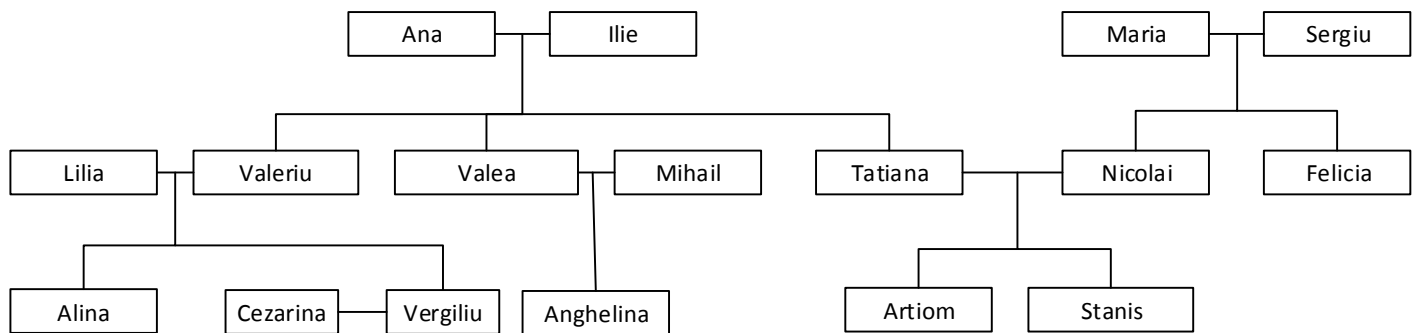 Ana
Ilie
Maria
Sergiu
Lilia
Valeriu
Valea
Mihail
Tatiana
Nicolai
Felicia
Alina
Cezarina
Vergiliu
Anghelina
Artiom
Stanis